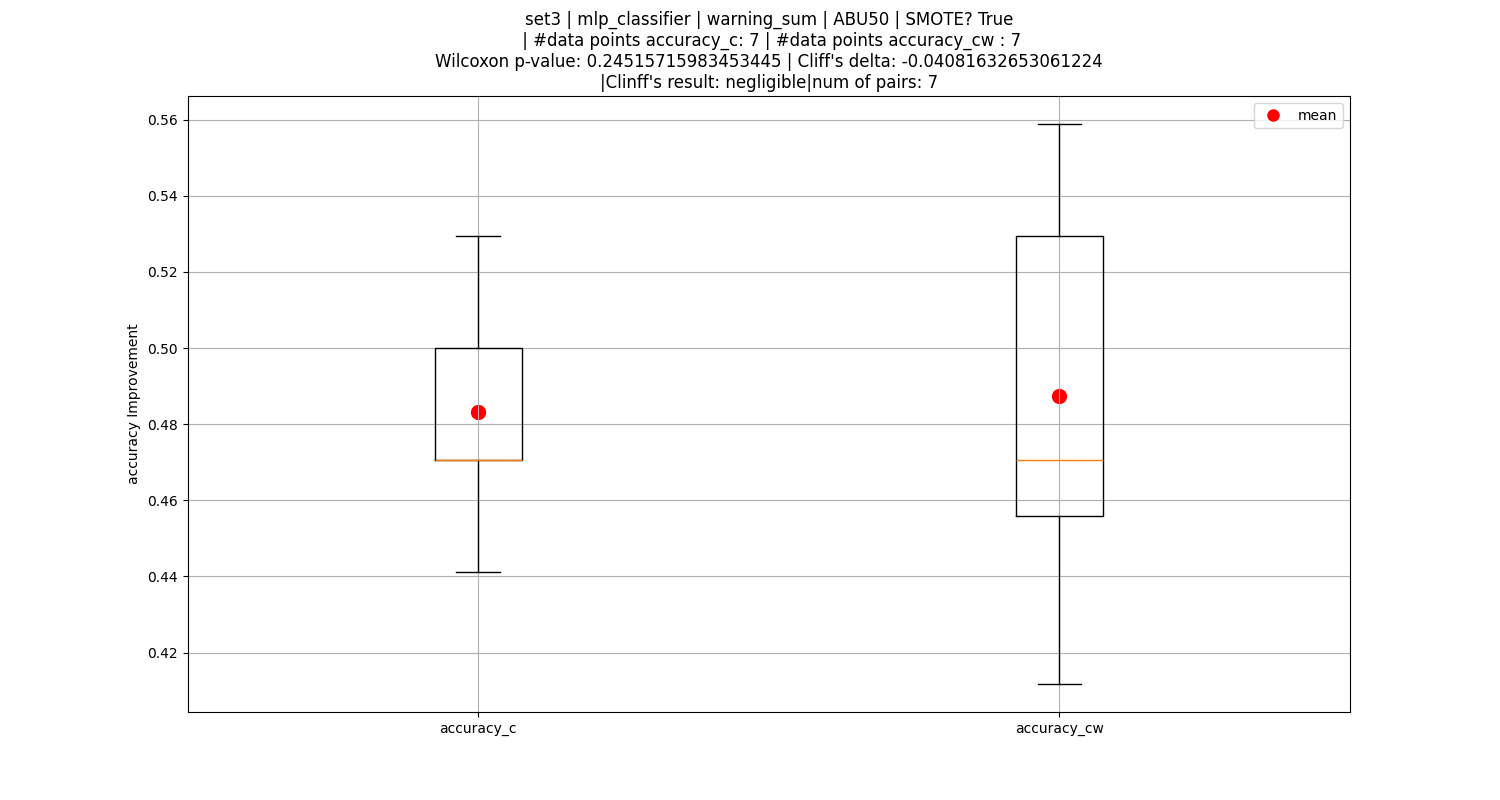 set3 | mlp_classifier | warning_sum | ABU50 | SMOTE? True
| #data points accuracy_c: 7 | #data points accuracy_cw : 7
Wilcoxon p-value: 0.24515715983453445 | Cliff's delta: -0.04081632653061224
|Clinff's result: negligible|num of pairs: 7
mean
0.56
0.54
0.52
0.50
0.48
0.46
0.44
0.42
accuracy Improvement
accuracy_c
accuracy_cw